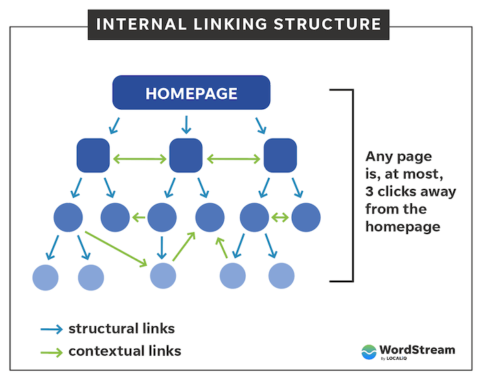 INTERNAL LINKING STRUCTURE
HOMEPAGE
Any page
is, at most,
3 clicks away
from the
homepage
structural links
contextual links
WordStream
by LOCALiQ